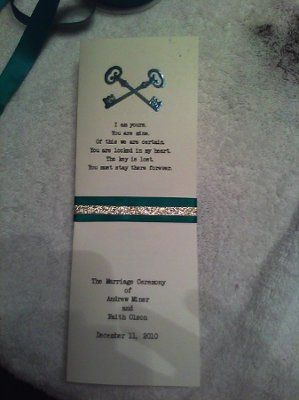 I am yours.
You are mine.
Of this we are certain.
You are locked in my heart.
The key is lost.
You must stay there forever.
The Marriage Ceremony
of
Andrew Miner
and
Faith Olson
December 11, 2010